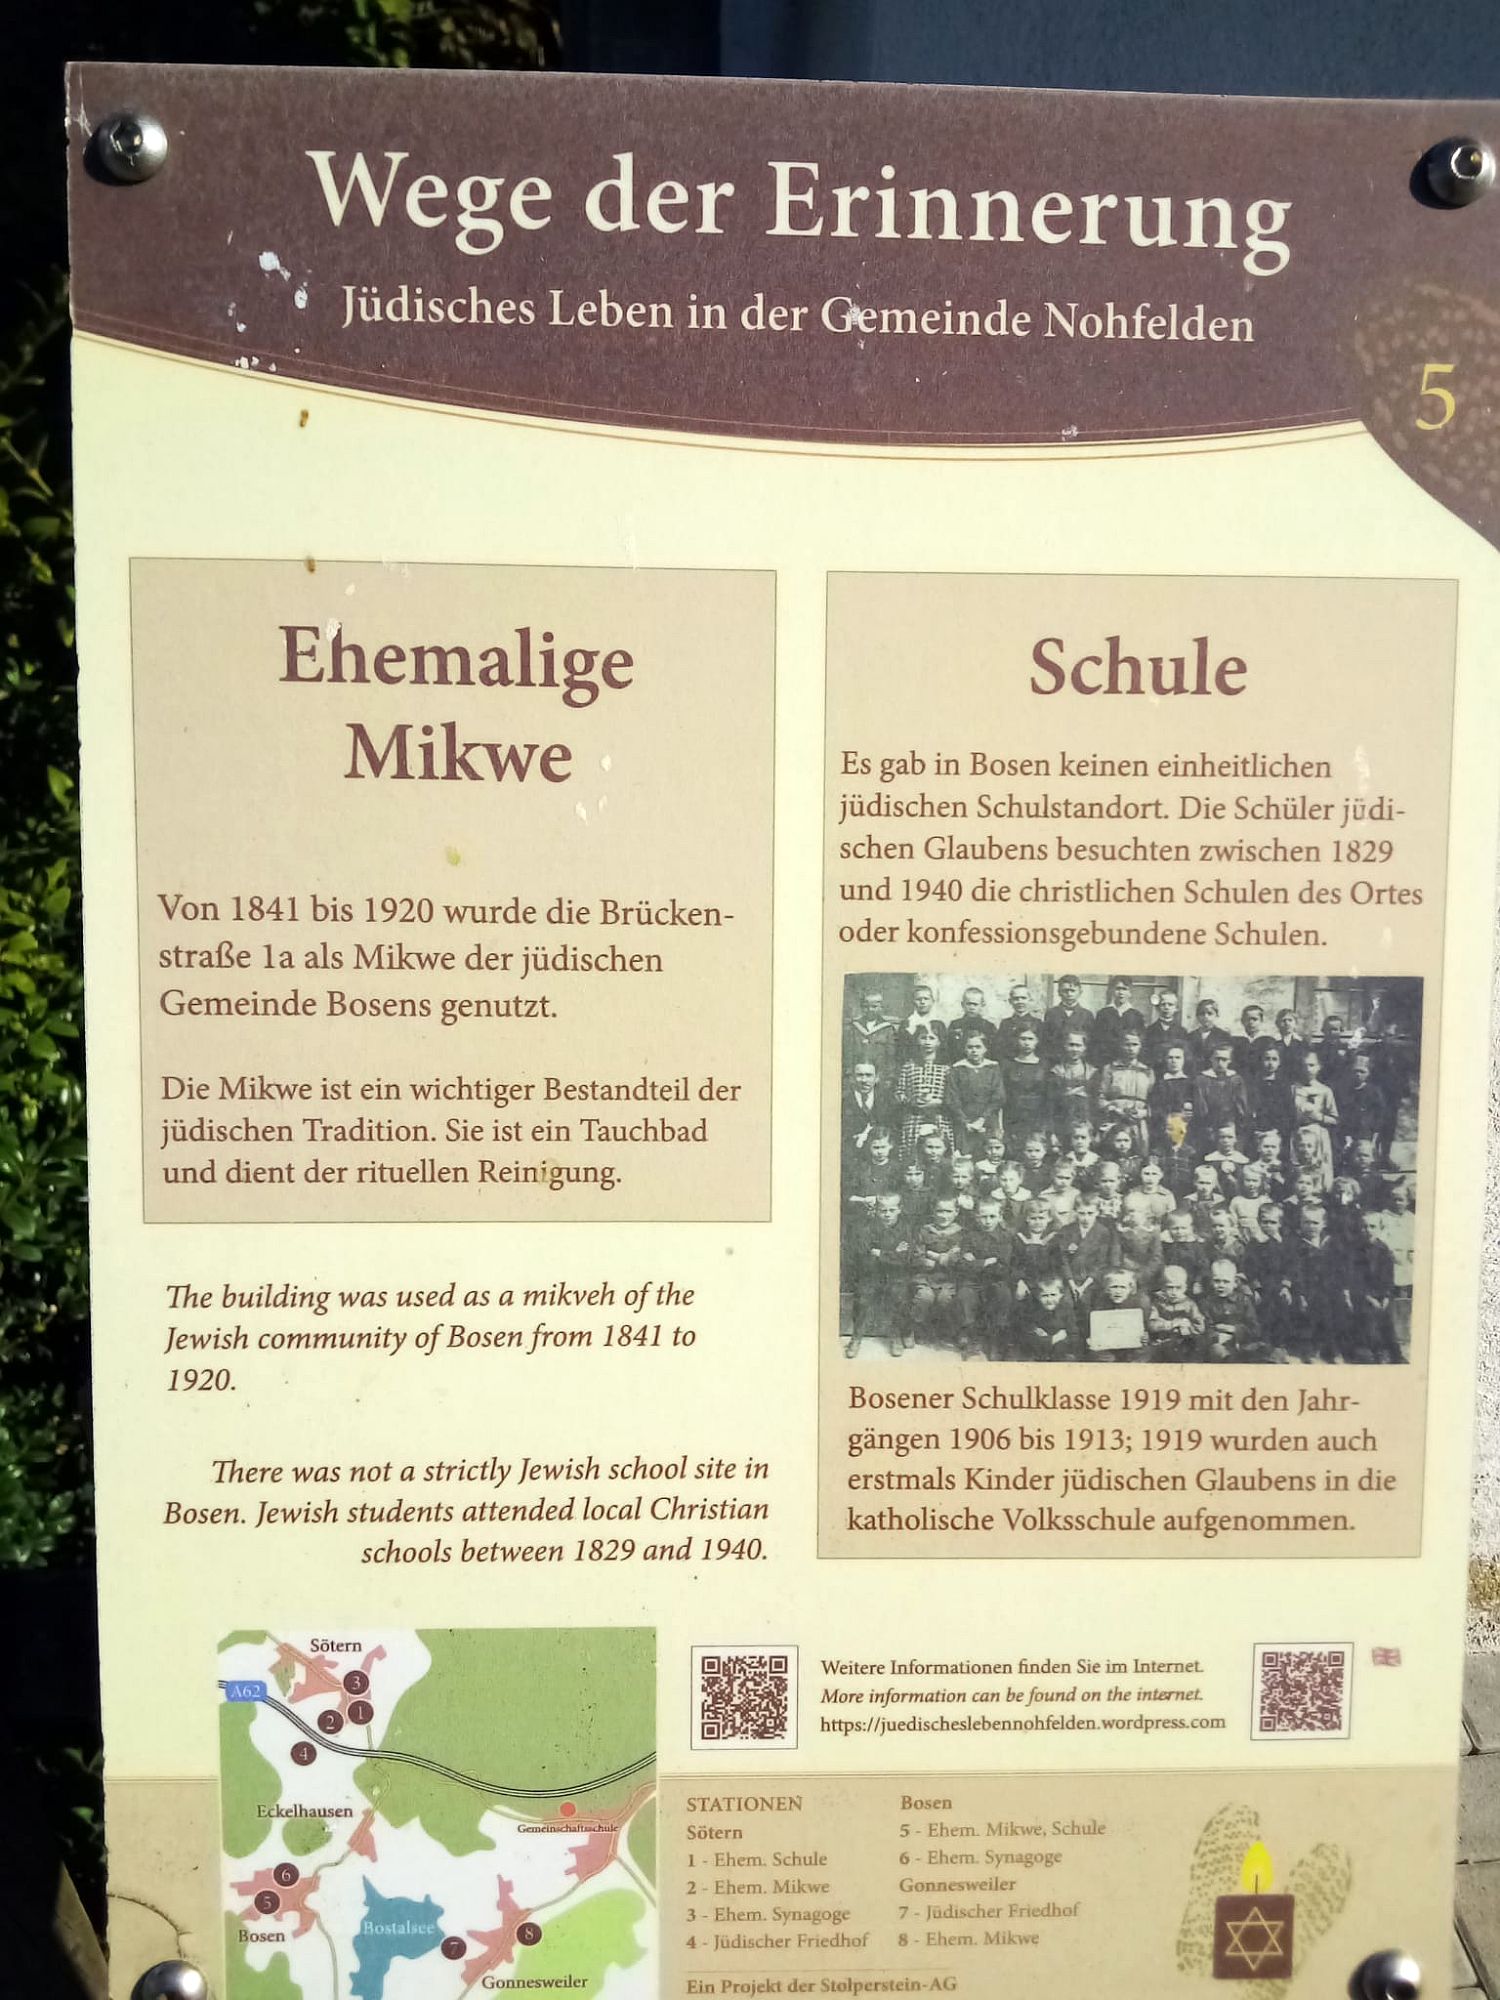 Wege der Erinnerung
Jüdisches Leben in der Gemeinde Nohfelden
5
Ehemalige
Mikwe
Von 1841 bis 1920 wurde die Brücken-
straße 1a als Mikwe der jüdischen
Gemeinde Bosens genutzt.
Die Mikwe ist ein wichtiger Bestandteil der
jüdischen Tradition. Sie ist ein Tauchbad
und dient der rituellen Reinigung.
The building was used as a mikveh of the
Jewish community of Bosen from 1841 to
1920.
There was not a strictly Jewish school site in
Bosen. Jewish students attended local Christian
schools between 1829 and 1940.
Schule
Es gab in Bosen keinen einheitlichen
jüdischen Schulstandort. Die Schüler jüdi-
schen Glaubens besuchten zwischen 1829
und 1940 die christlichen Schulen des Ortes
oder konfessionsgebundene Schulen.
Bosener Schulklasse 1919 mit den Jahr-
gängen 1906 bis 1913; 1919 wurden auch
erstmals Kinder jüdischen Glaubens in die
katholische Volksschule aufgenommen.
Sötern
A62
3
1
2
4
Eckelhausen
Gemeinschaftsschule
6
5
Bosen
Bostalsee
7
8
Gonnesweiler
Weitere Informationen finden Sie im Internet.
More information can be found on the internet.
https://juedischeslebennohfelden.wordpress.com
STATIONEN
Sötern
1 - Ehem. Schule
2 - Ehem. Mikwe
3 - Ehem. Synagoge
4 - Jüdischer Friedhof
Bosen
5 - Ehem. Mikwe, Schule
6 - Ehem. Synagoge
Gonnesweiler
7 - Jüdischer Friedhof
8 - Ehem. Mikwe
Ein Projekt der Stolperstein-AG